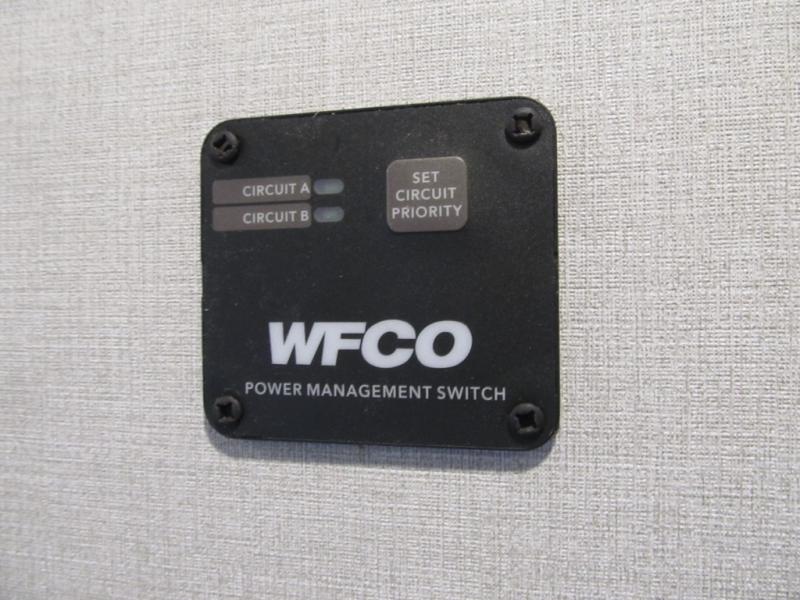 CIRCUIT A
CIRCUIT B
SET
CIRCUIT
PRIORITY
WFCO
POWER MANAGEMENT SWITCH